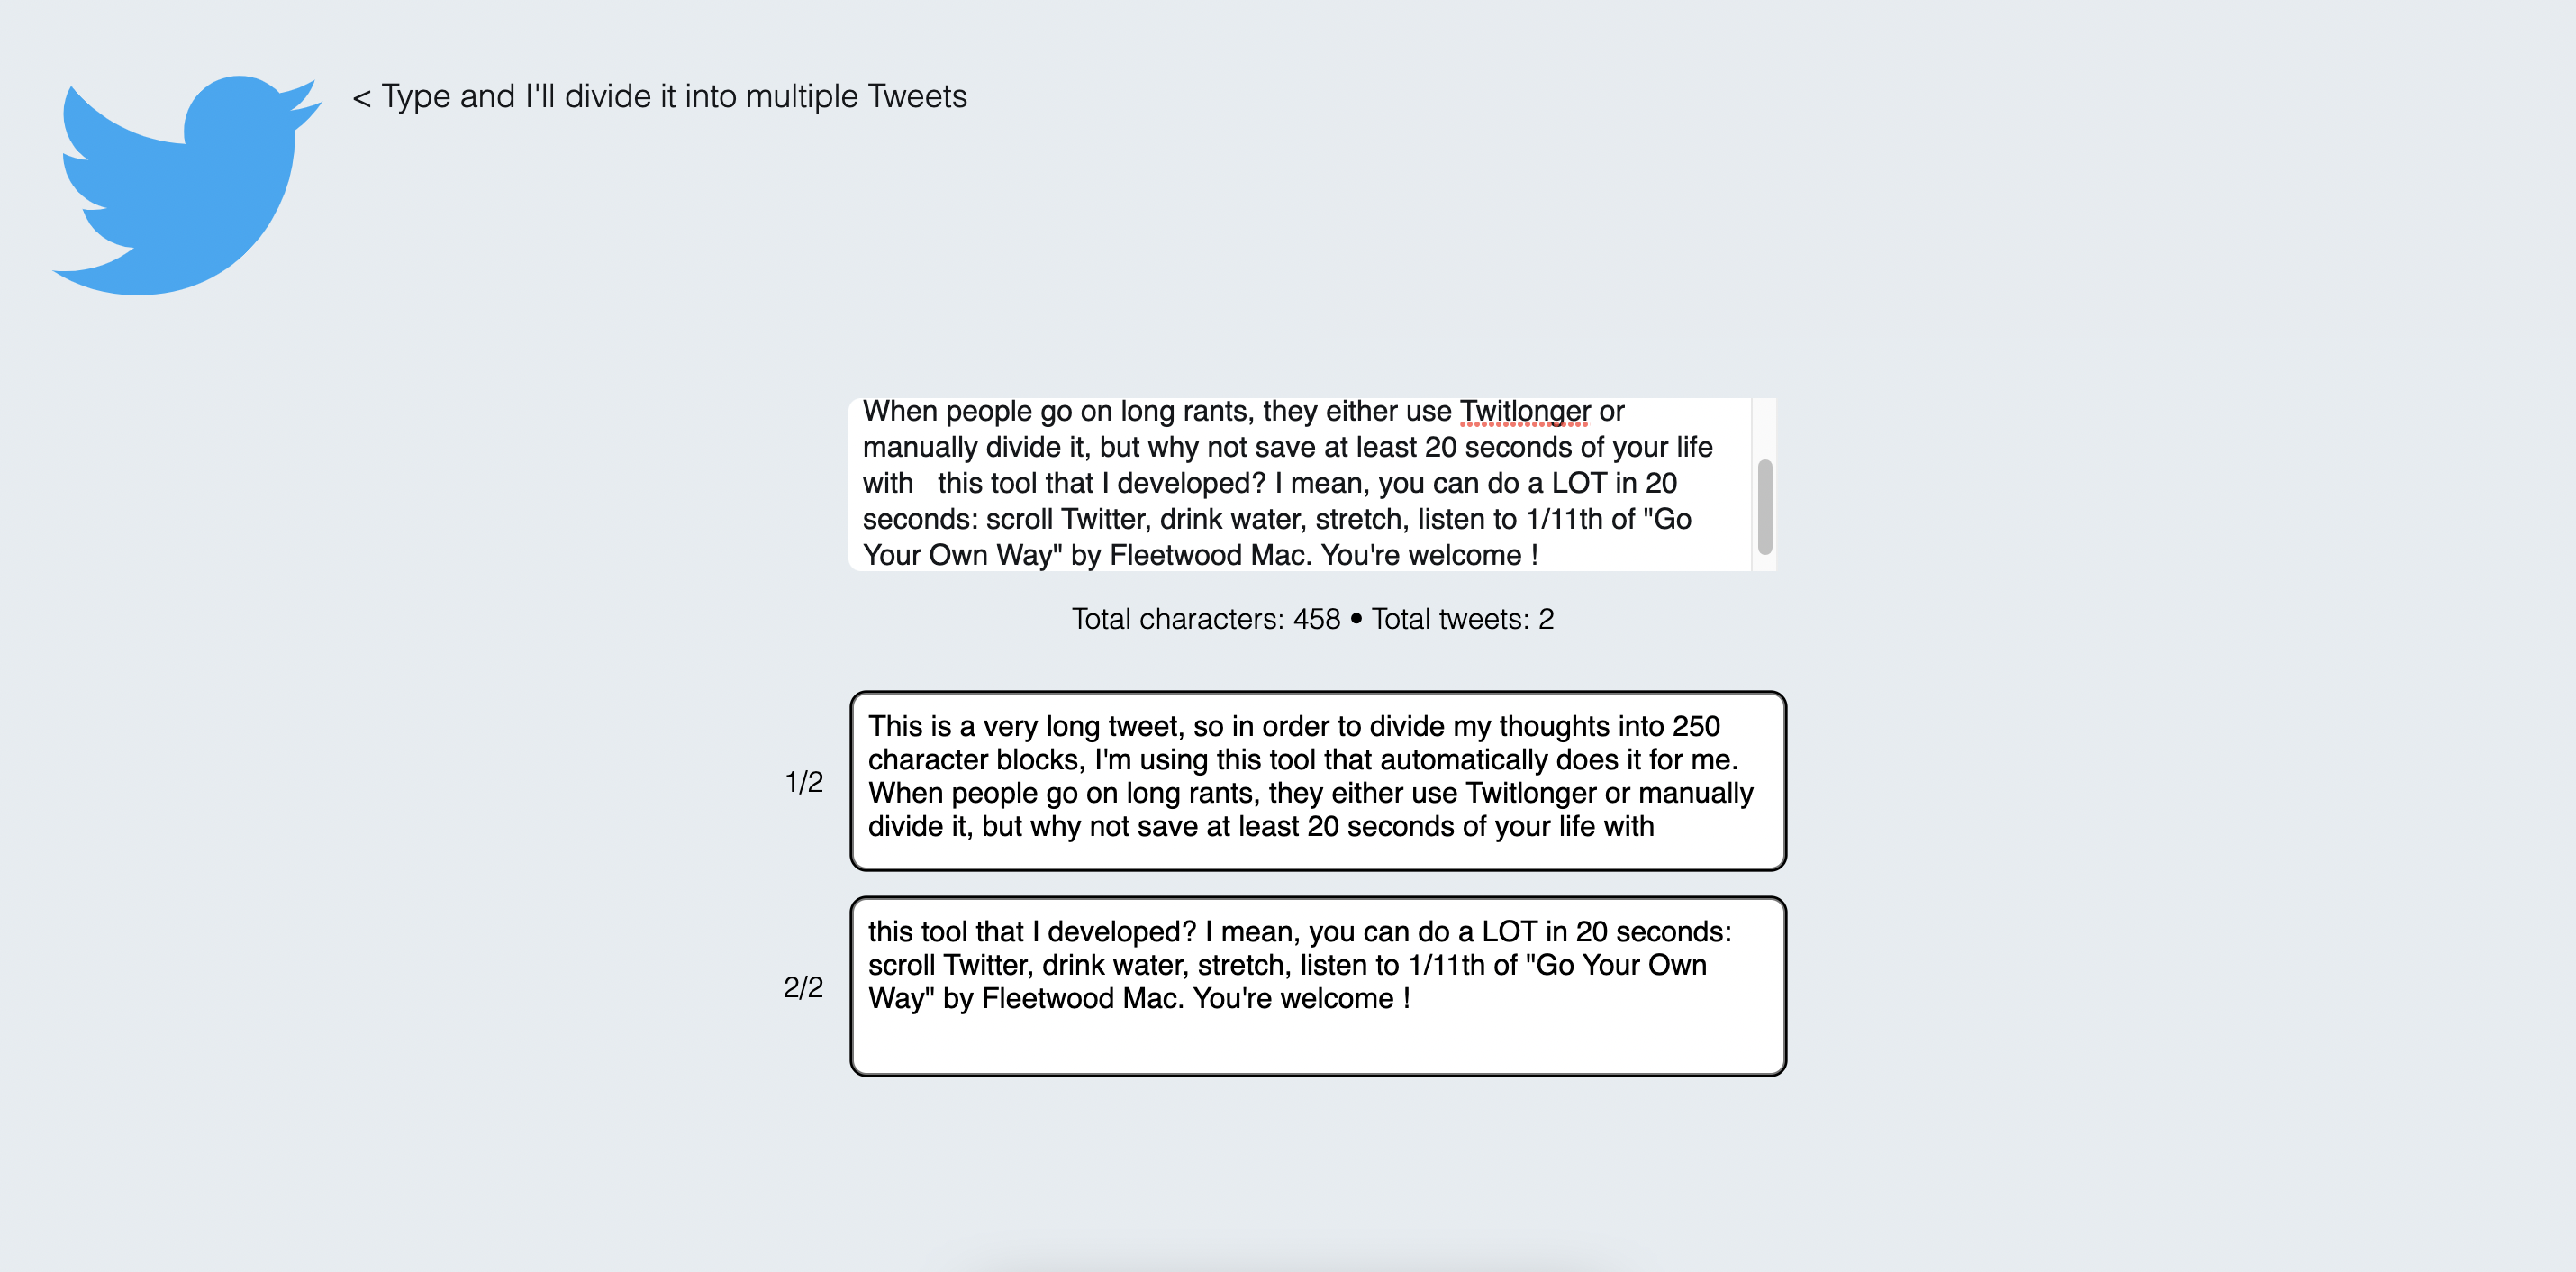 < Type and I'll divide it into multiple Tweets
When people go on long rants, they either use Twitlonger or
manually divide it, but why not save at least 20 seconds of your life
with   this tool that I developed? I mean, you can do a LOT in 20
seconds: scroll Twitter, drink water, stretch, listen to 1/11th of "Go
Your Own Way" by Fleetwood Mac. You're welcome !
Total characters: 458 • Total tweets: 2
1/2
This is a very long tweet, so in order to divide my thoughts into 250
character blocks, I'm using this tool that automatically does it for me.
When people go on long rants, they either use Twitlonger or manually
divide it, but why not save at least 20 seconds of your life with
2/2
this tool that I developed? I mean, you can do a LOT in 20 seconds:
scroll Twitter, drink water, stretch, listen to 1/11th of "Go Your Own
Way" by Fleetwood Mac. You're welcome !